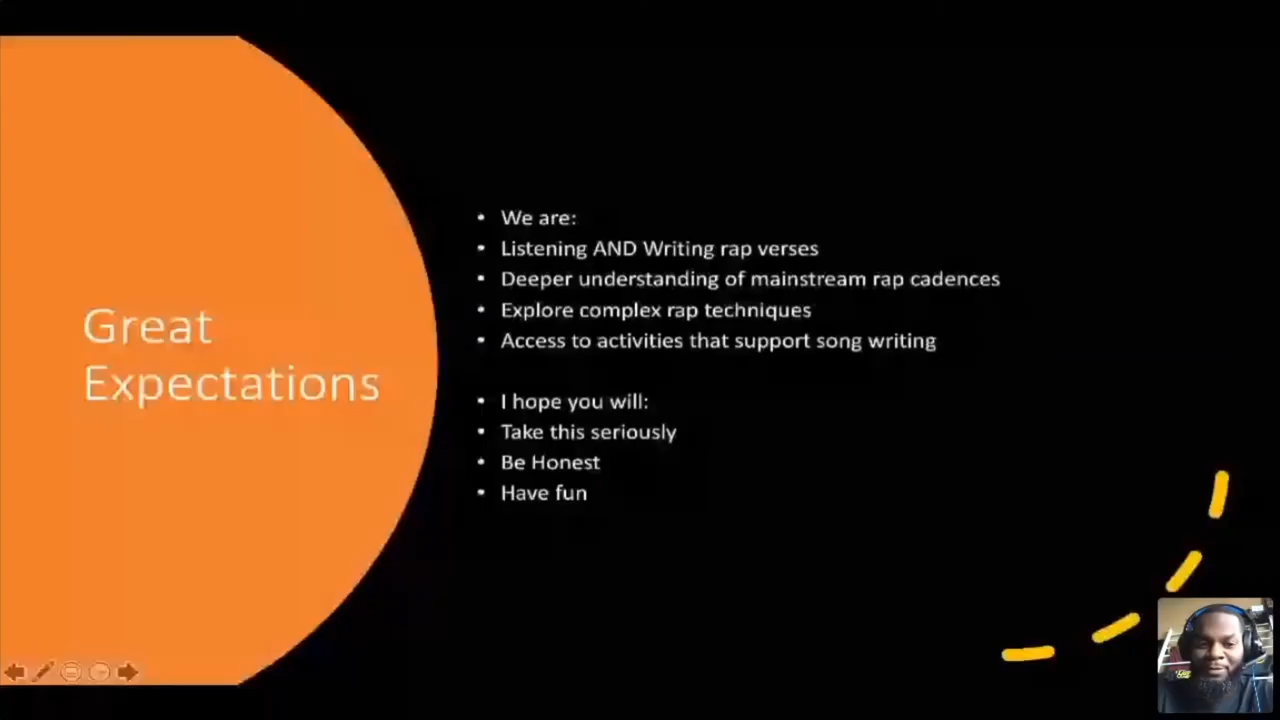 Great
Expectations
• We are:
• Listening AND Writing rap verses
• Deeper understanding of mainstream rap cadences
• Explore complex rap techniques
• Access to activities that support song writing
• I hope you will:
• Take this seriously
• Be Honest
• Have fun